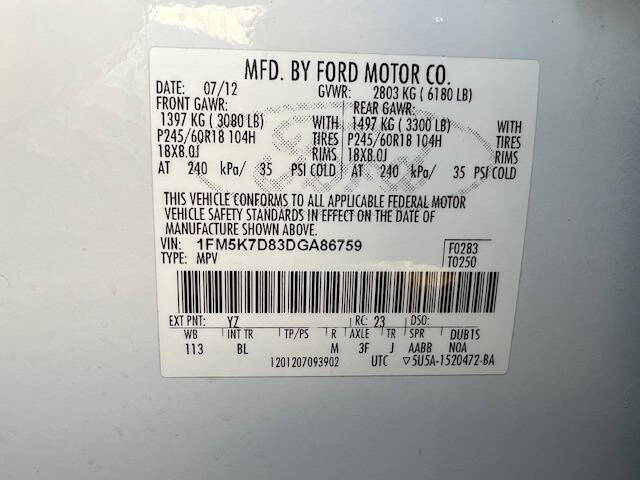 MFD. BY FORD MOTOR CO.
DATE: 07/12 GVWR: 2803 KG ( 6180 LB)
FRONT GAWR: REAR GAWR:
1397 KG ( 3080 LB) WITH 1497 KG ( 3300 LB) WITH
P245/60R18 104H TIRES P245/60R18 104H TIRES
18X8.0J RIMS 18X8.0J RIMS
AT 240 kPa/ 35 PSI COLD AT 240 kPa/ 35 PSI COLD
THIS VEHICLE CONFORMS TO ALL APPLICABLE FEDERAL MOTOR
VEHICLE SAFETY STANDARDS IN EFFECT ON THE DATE OF
MANUFACTURE SHOWN ABOVE.
VIN: 1FM5K7D83DGA86759 F0283
TYPE: MPV T0250
EXT PNT: YZ RC: 23 DSO:
WB INT TR TP/PS R AXLE TR SPR DUB1S
113 BL M 3F J AABB N0A
1201207093902 UTC ▽5U5A-1520472-BA